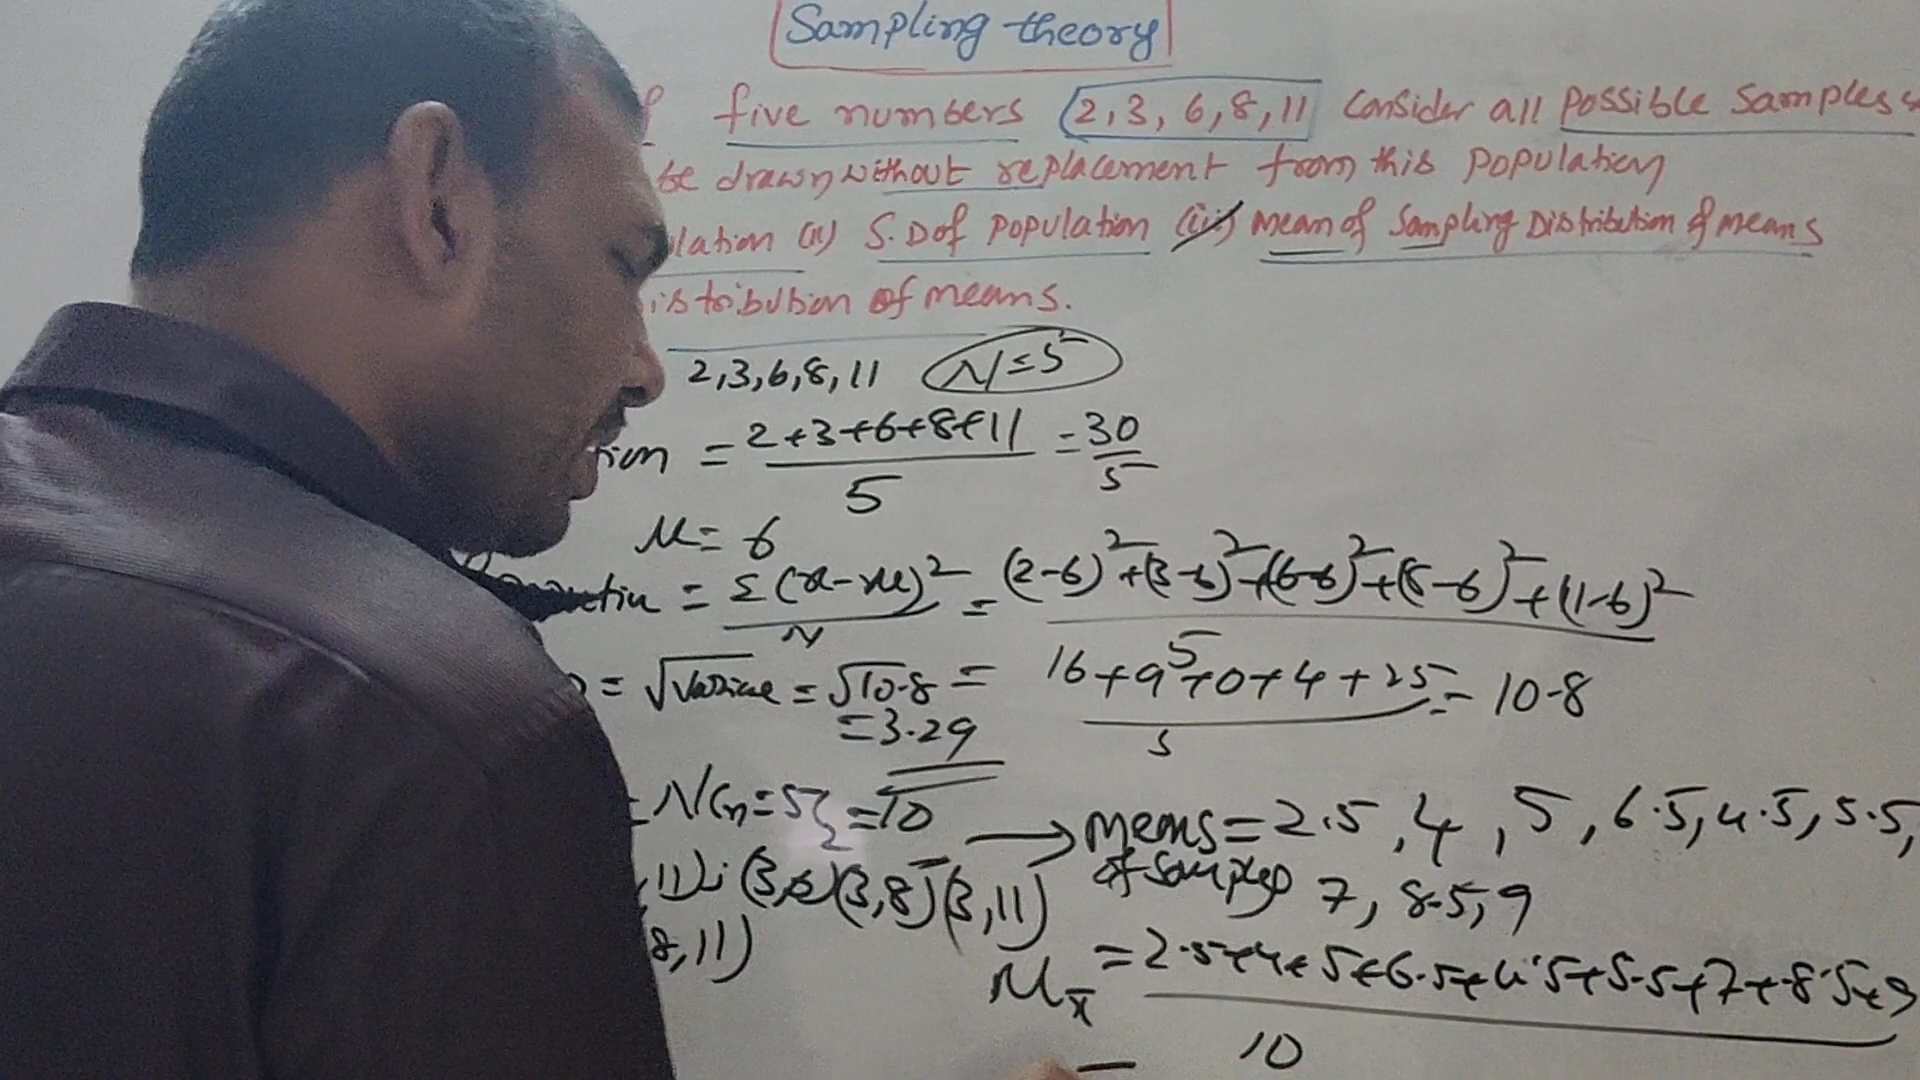 Sampling theory
five numbers (2, 3, 6, 8, 11 Consider all possible Samples
be drawn without replacement from this population
lation (ii) S.D of population (iii) mean of Sampling Distribution of means
istribution of means.
2,3,6,8,11 N=5
ion = 2+3+6+8+11 / 5 = 30 / 5
μ= 6
= Σ(x-μ)² / N = (2-6)²+(3-6)²+(6-6)²+(8-6)²+(11-6)² / 5
= √Variance = √10.8 = 16+9+0+4+25 / 5 = 10.8
=3.29
NCn=5C2=10 → means = 2.5, 4, 5, 6.5, 4.5, 5.5,
of samples 7, 8.5, 9
,11); (3,6)(3,8)(3,11)
8,11)
μx̄ = 2.5+4+5+6.5+4.5+5.5+7+8.5+9 / 10